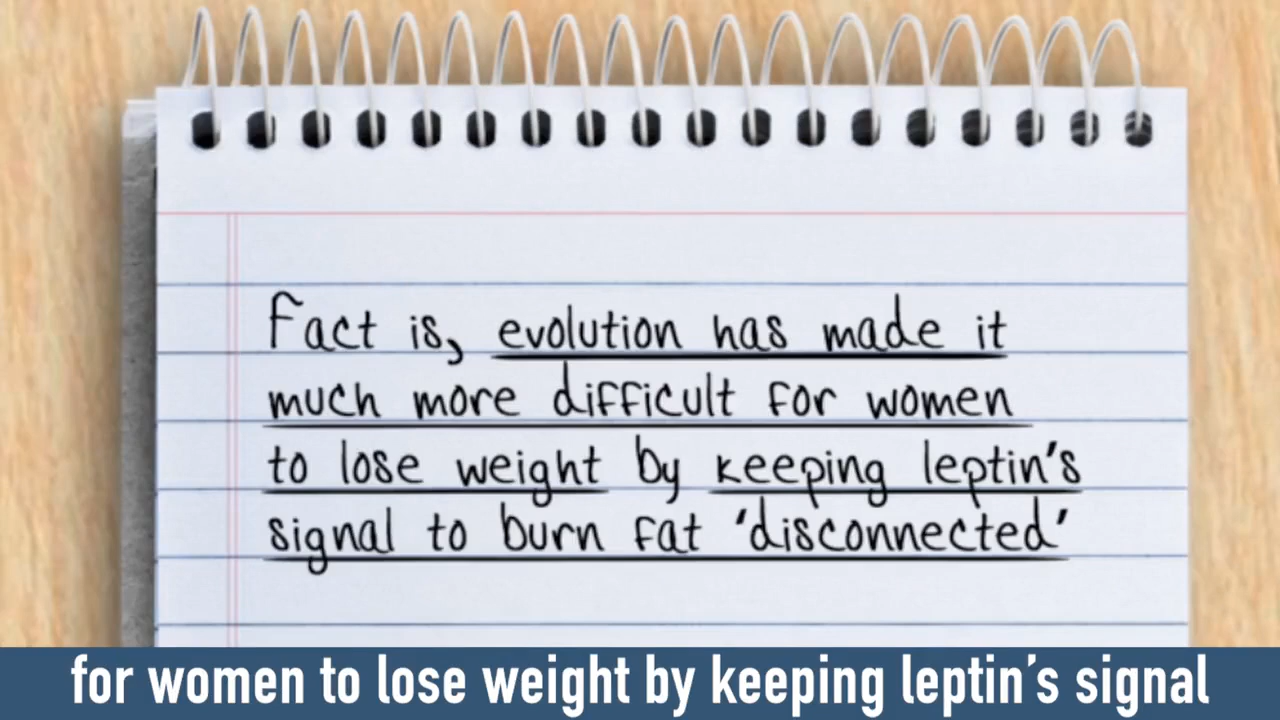 Fact is, evolution has made it
much more difficult for women
to lose weight by keeping leptin's
signal to burn fat 'disconnected'
for women to lose weight by keeping leptin's signal